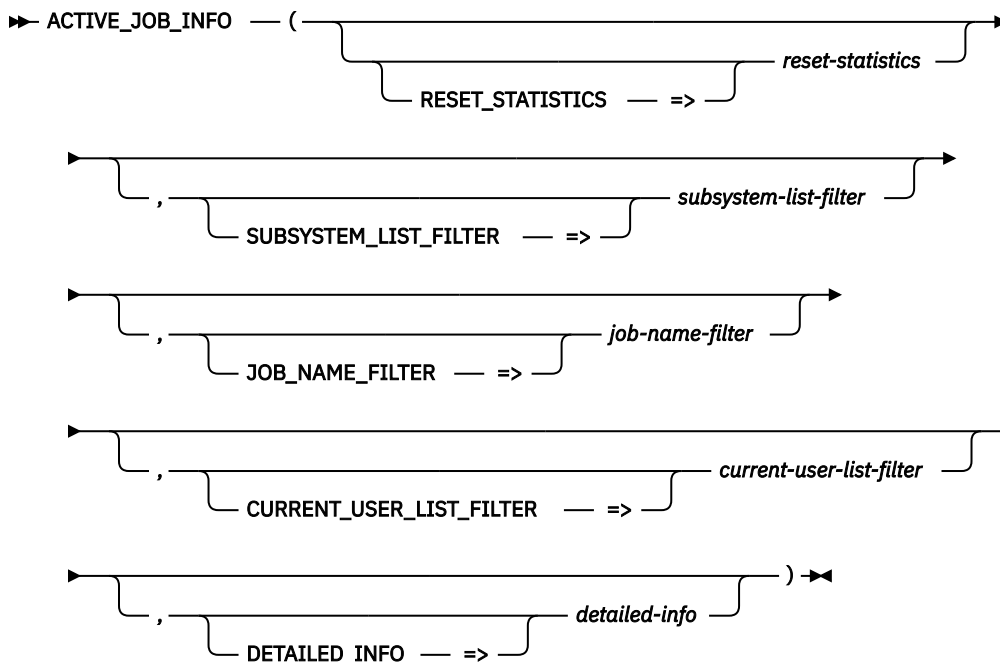 ACTIVE_JOB_INFO ( reset-statistics
RESET_STATISTICS =>
, subsystem-list-filter
SUBSYSTEM_LIST_FILTER =>
, job-name-filter
JOB_NAME_FILTER =>
, current-user-list-filter
CURRENT_USER_LIST_FILTER =>
)
, detailed-info
DETAILED INFO =>